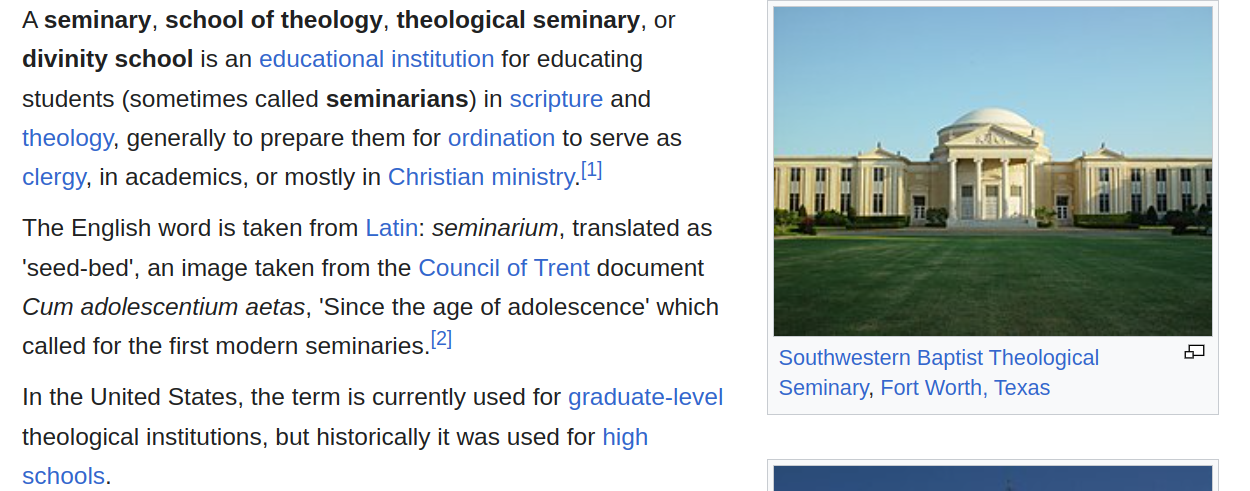 A seminary, school of theology, theological seminary, or
divinity school is an educational institution for educating
students (sometimes called seminarians) in scripture and
theology, generally to prepare them for ordination to serve as
clergy, in academics, or mostly in Christian ministry.[1]
The English word is taken from Latin: seminarium, translated as
'seed-bed', an image taken from the Council of Trent document
Cum adolescentium aetas, 'Since the age of adolescence' which
called for the first modern seminaries.[2]
In the United States, the term is currently used for graduate-level
theological institutions, but historically it was used for high
schools.
Southwestern Baptist Theological
Seminary, Fort Worth, Texas